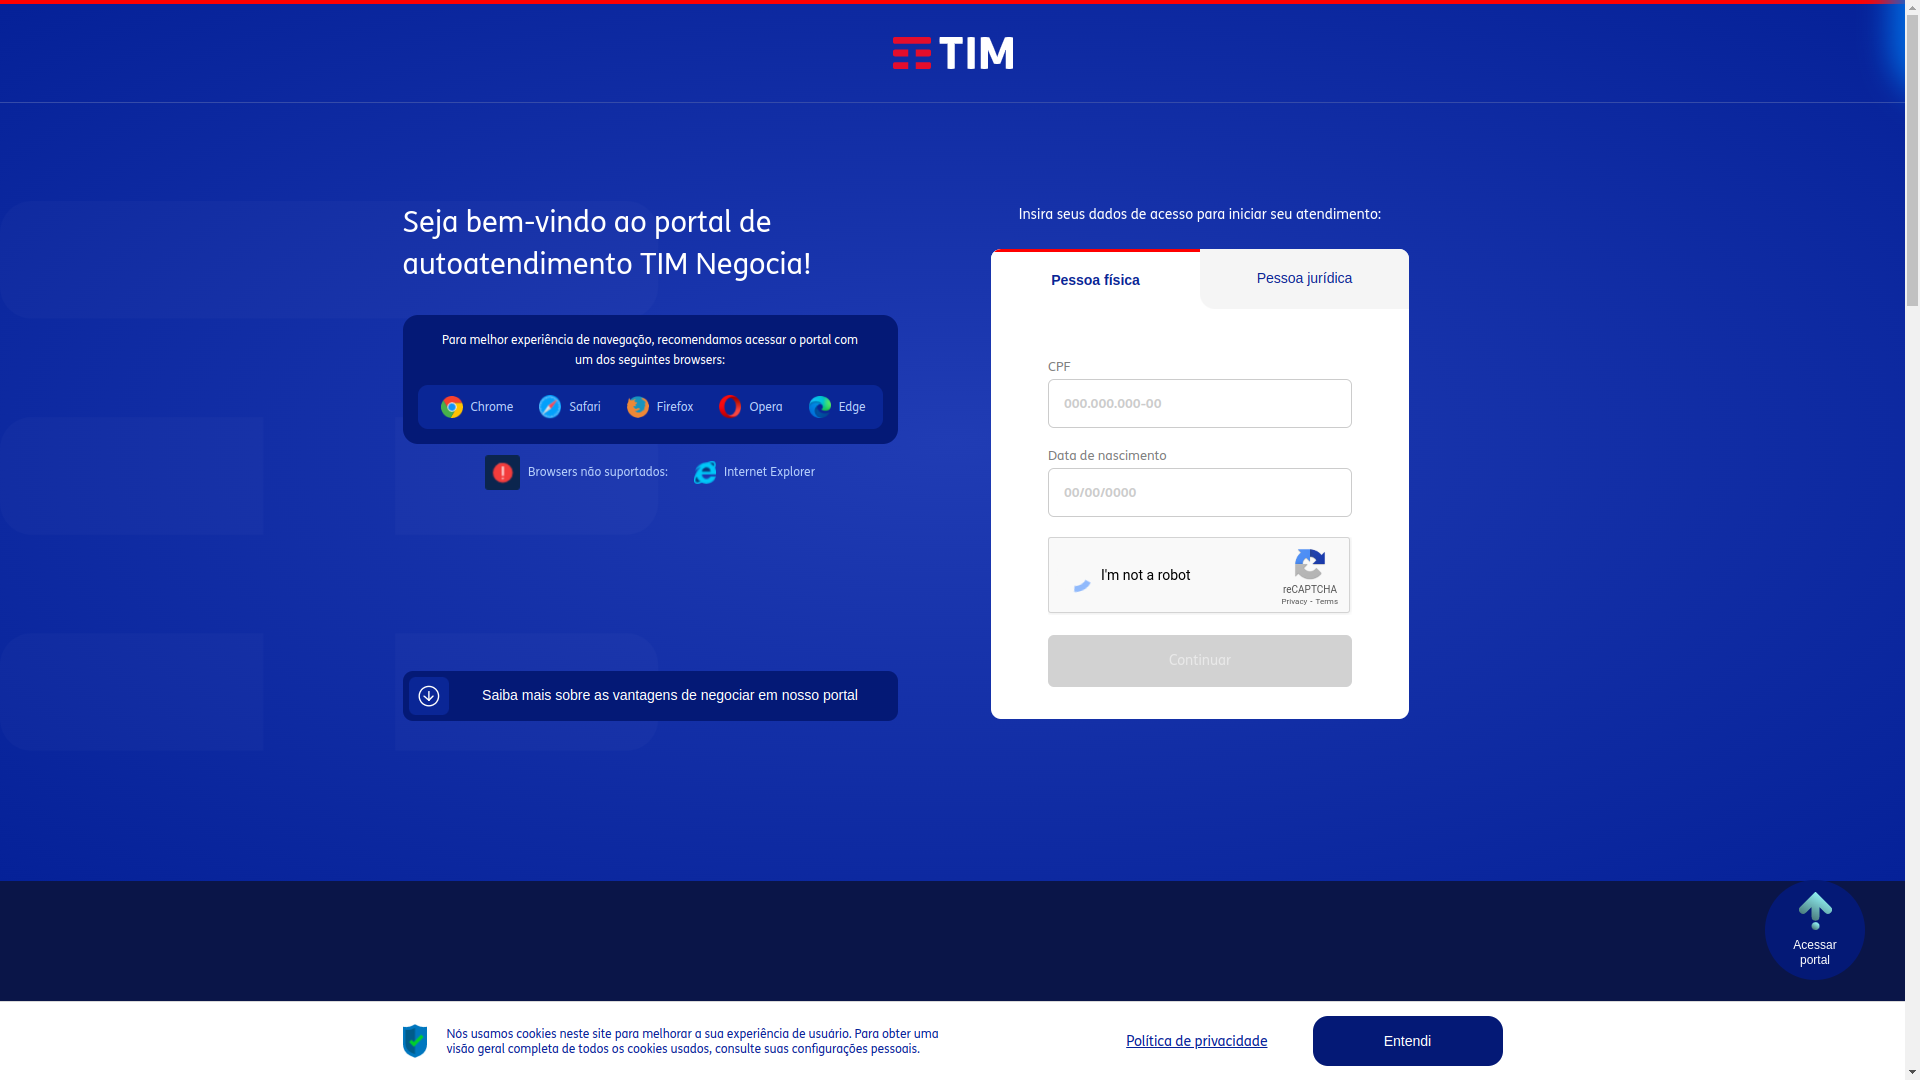 TIM
Seja bem-vindo ao portal de
autoatendimento TIM Negocia!
Para melhor experiência de navegação, recomendamos acessar o portal com
um dos seguintes browsers:
Chrome
Safari
Firefox
Opera
Edge
Browsers não suportados:
Internet Explorer
Saiba mais sobre as vantagens de negociar em nosso portal
Insira seus dados de acesso para iniciar seu atendimento:
Pessoa física
Pessoa jurídica
CPF
000.000.000-00
Data de nascimento
00/00/0000
I'm not a robot
reCAPTCHA
Privacy - Terms
Continuar
Acessar
portal
Nós usamos cookies neste site para melhorar a sua experiência de usuário. Para obter uma
visão geral completa de todos os cookies usados, consulte suas configurações pessoais.
Política de privacidade
Entendi